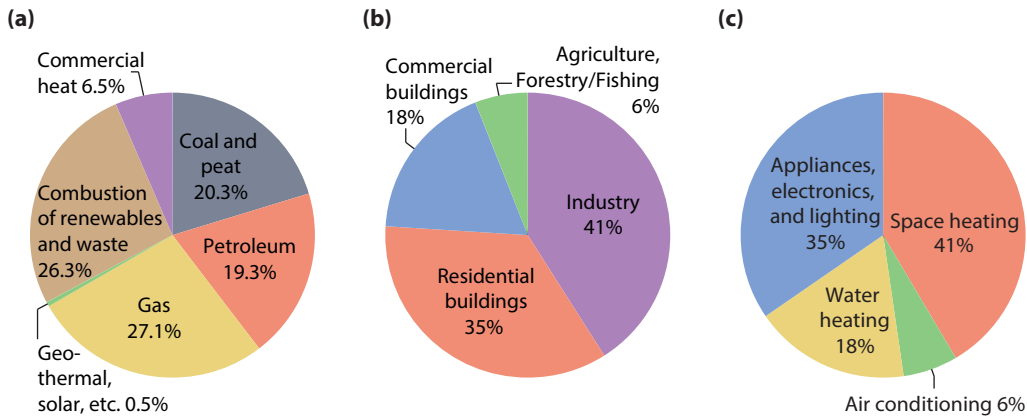 (a)
Commercial
heat 6.5%
Coal and
peat
20.3%
Combustion
of renewables
and waste
26.3%
Petroleum
19.3%
Gas
27.1%
Geo-
thermal,
solar, etc. 0.5%
(b)
Commercial
buildings
18%
Agriculture,
Forestry/Fishing
6%
Industry
41%
Residential
buildings
35%
(c)
Appliances,
electronics,
and lighting
35%
Space heating
41%
Water
heating
18%
Air conditioning 6%